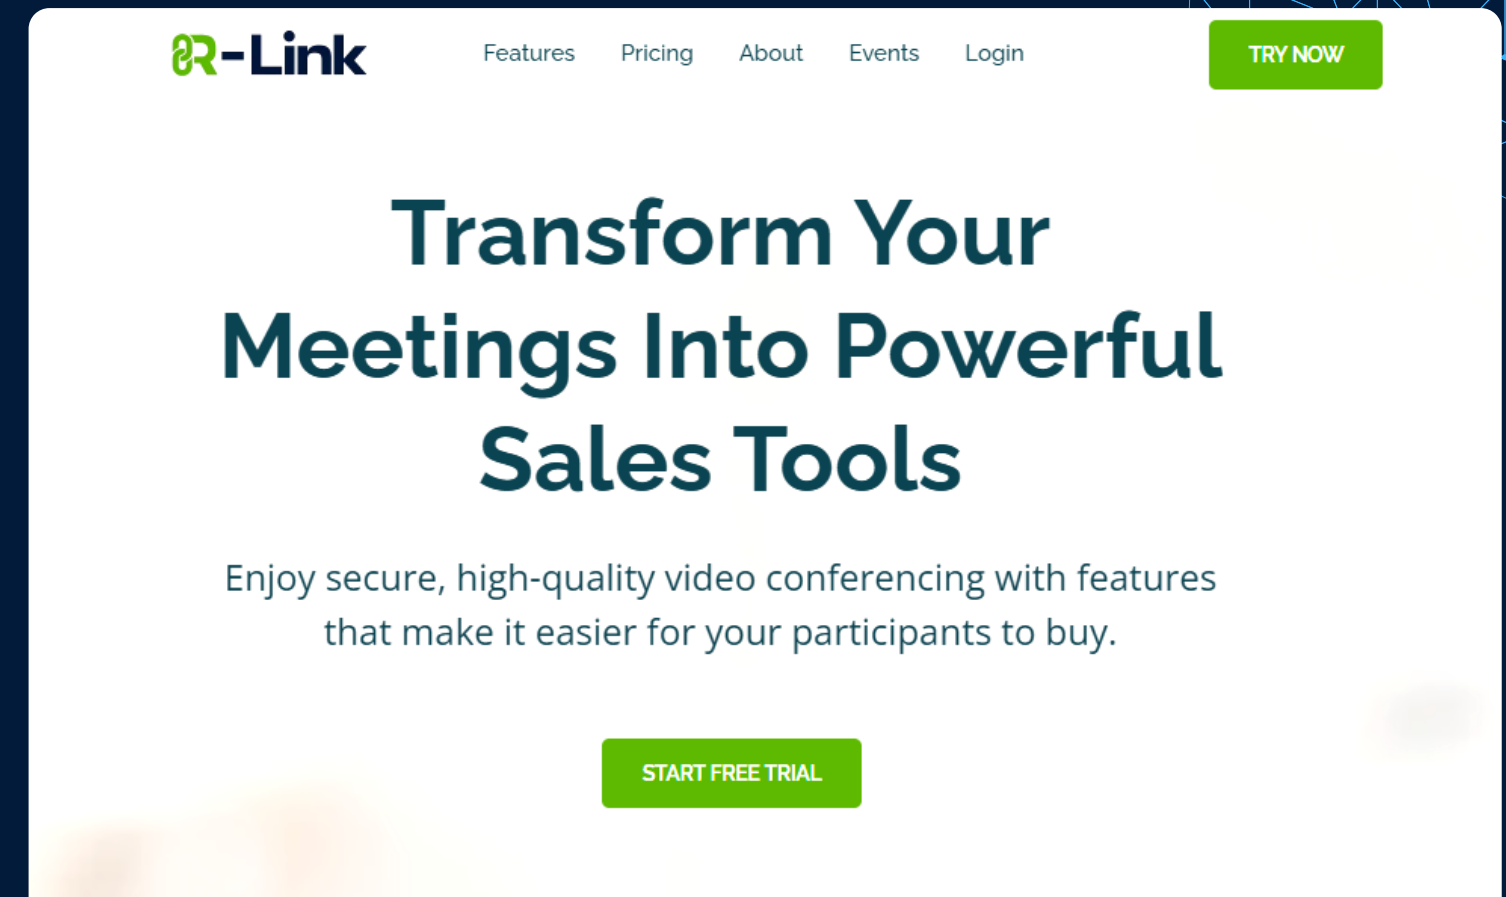 R-Link
Features Pricing About Events Login
TRY NOW
Transform Your
Meetings Into Powerful
Sales Tools
Enjoy secure, high-quality video conferencing with features
that make it easier for your participants to buy.
START FREE TRIAL